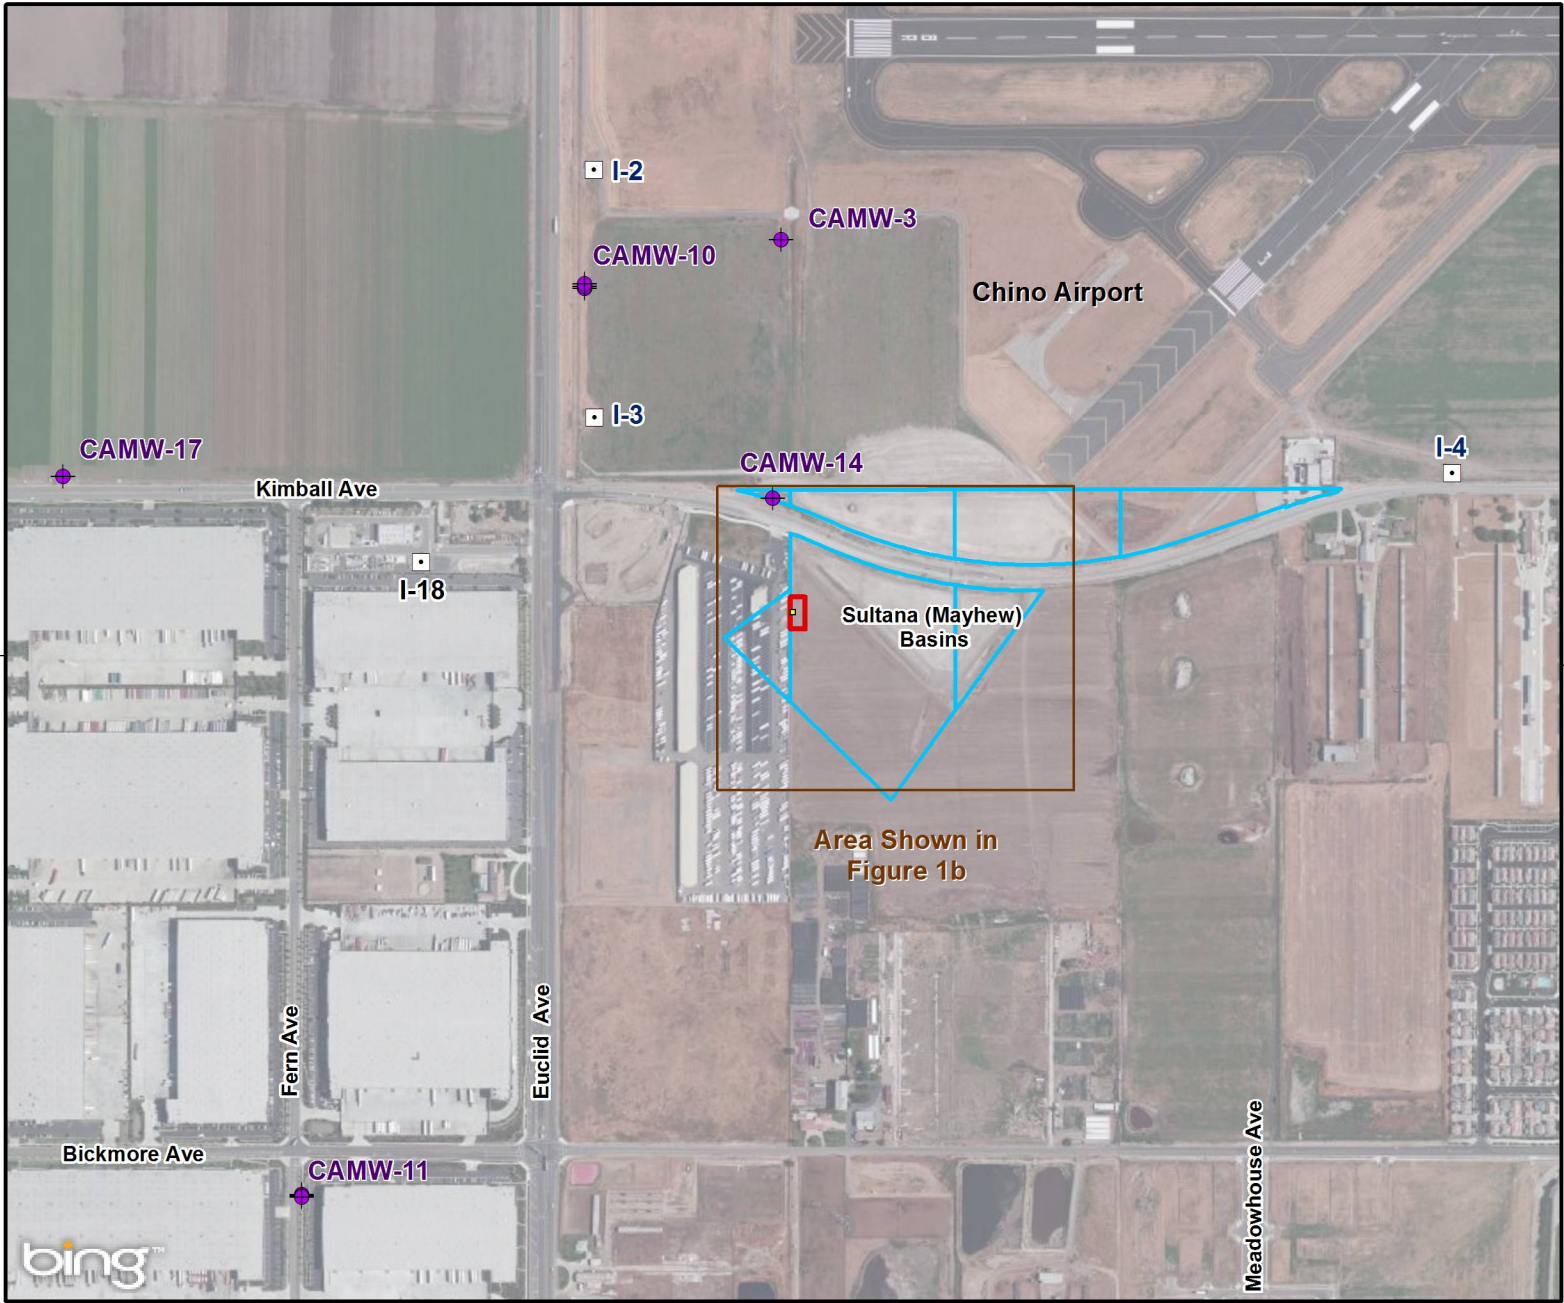 I-2
CAMW-3
CAMW-10
Chino Airport
I-3
CAMW-17
CAMW-14
I-4
Kimball Ave
I-18
Sultana (Mayhew)
Basins
Area Shown in
Figure 1b
Fern Ave
Euclid Ave
Meadowhouse Ave
Bickmore Ave
CAMW-11
bing™